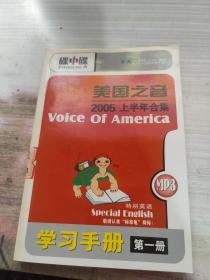 碟中碟
美国之音
2005 上半年合集
Voice Of America
MP3
特别英语
Special English
学习手册 第一册